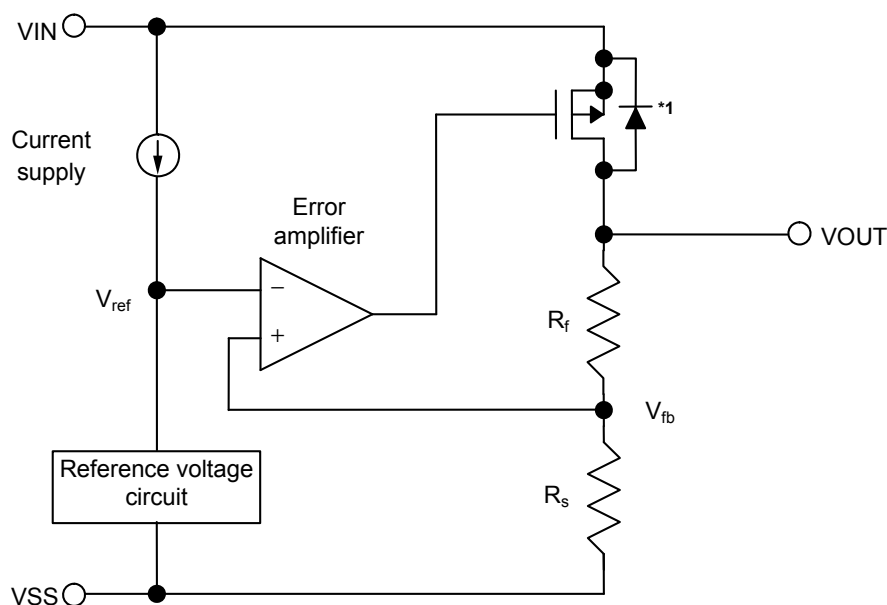 VIN
*1
Current
supply
Error
amplifier
VOUT
Vref
−
+
Rf
Vfb
Reference voltage
circuit
Rs
VSS